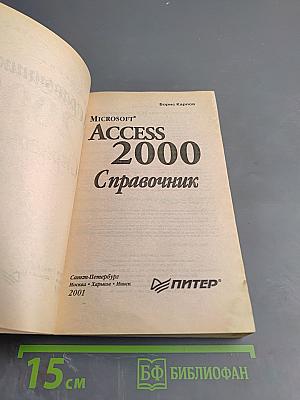 Борис Карпов
MICROSOFT®
ACCESS
2000
Справочник
Санкт-Петербург
Москва • Харьков • Минск
2001
ПИТЕР®
15 см
БФ БИБЛИОФАН